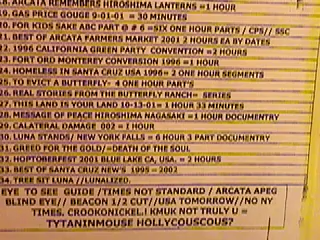 18. ARCATA REMEMBERS HIROSHIMA LANTERNS =1 HOUR
19. GAS PRICE GOUGE 9-01-01 = 30 MINUTES
20. FOR KIDS SAKE ABC PART @ # 6 =SIX ONE HOUR PARTS / CPS// SSC
21. BEST OF ARCATA FARMERS MARKET 2001 2 HOURS EA BY DATES
22. 1996 CALIFORNIA GREEN PARTY CONVENTION =2 HOURS
23. FORT ORD MONTEREY CONVERSION 1996 =1 HOUR
24. HOMELESS IN SANTA CRUZ USA 1996= 2 ONE HOUR SEGMENTS
25. TO EVICT A BUTTERFLY= 4 ONE HOUR PART'S
26. REAL STORIES FROM THE BUTTERFLY RANCH= SERIES
27. THIS LAND IS YOUR LAND 10-13-01= 1 HOUR 33 MINUTES
28. MESSAGE OF PEACE HIROSHIMA NAGASAKI =1 HOUR DOCUMENTRY
29. CALATERAL DAMAGE 002 = 1 HOUR
30. LUNA STANDS/ NEW YORK FALLS = 6 HOUR 3 PART DOCUMENTRY
31. GREED FOR THE GOLD/=DEATH OF THE SOUL
32. HOPTOBERFEST 2001 BLUE LAKE CA, USA. = 2 HOURS
33. BEST OF SANTA CRUZ NEW'S 1995 = 2002
34. TREE SIT LUNA /LUNALIZED.
EYE TO SEE GUIDE /TIMES NOT STANDARD / ARCATA APEG
BLIND EYE// BEACON 1/2 CUT//USA TOMORROW//NO NY
TIMES. CROOKONICKEL.! KMUK NOT TRULY U =
TYTANINMOUSE HOLLYCOUSCOUS?